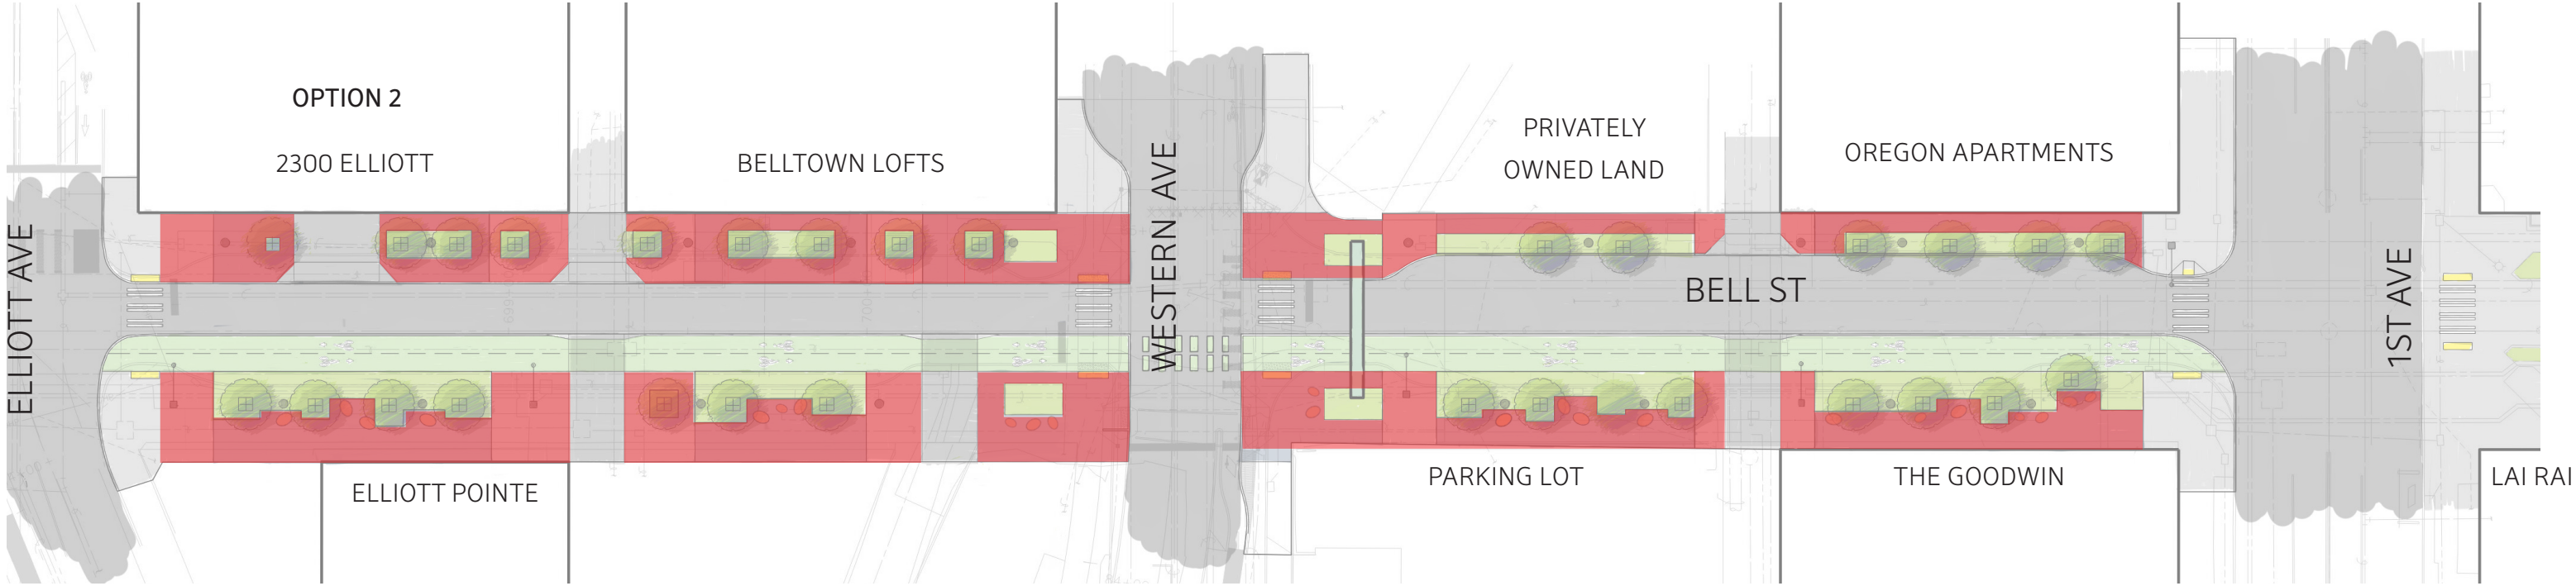 OPTION 2
2300 ELLIOTT
BELLTOWN LOFTS
PRIVATELY
OWNED LAND
OREGON APARTMENTS
ELLIOTT AVE
WESTERN AVE
BELL ST
1ST AVE
ELLIOTT POINTE
PARKING LOT
THE GOODWIN
LAI RAI